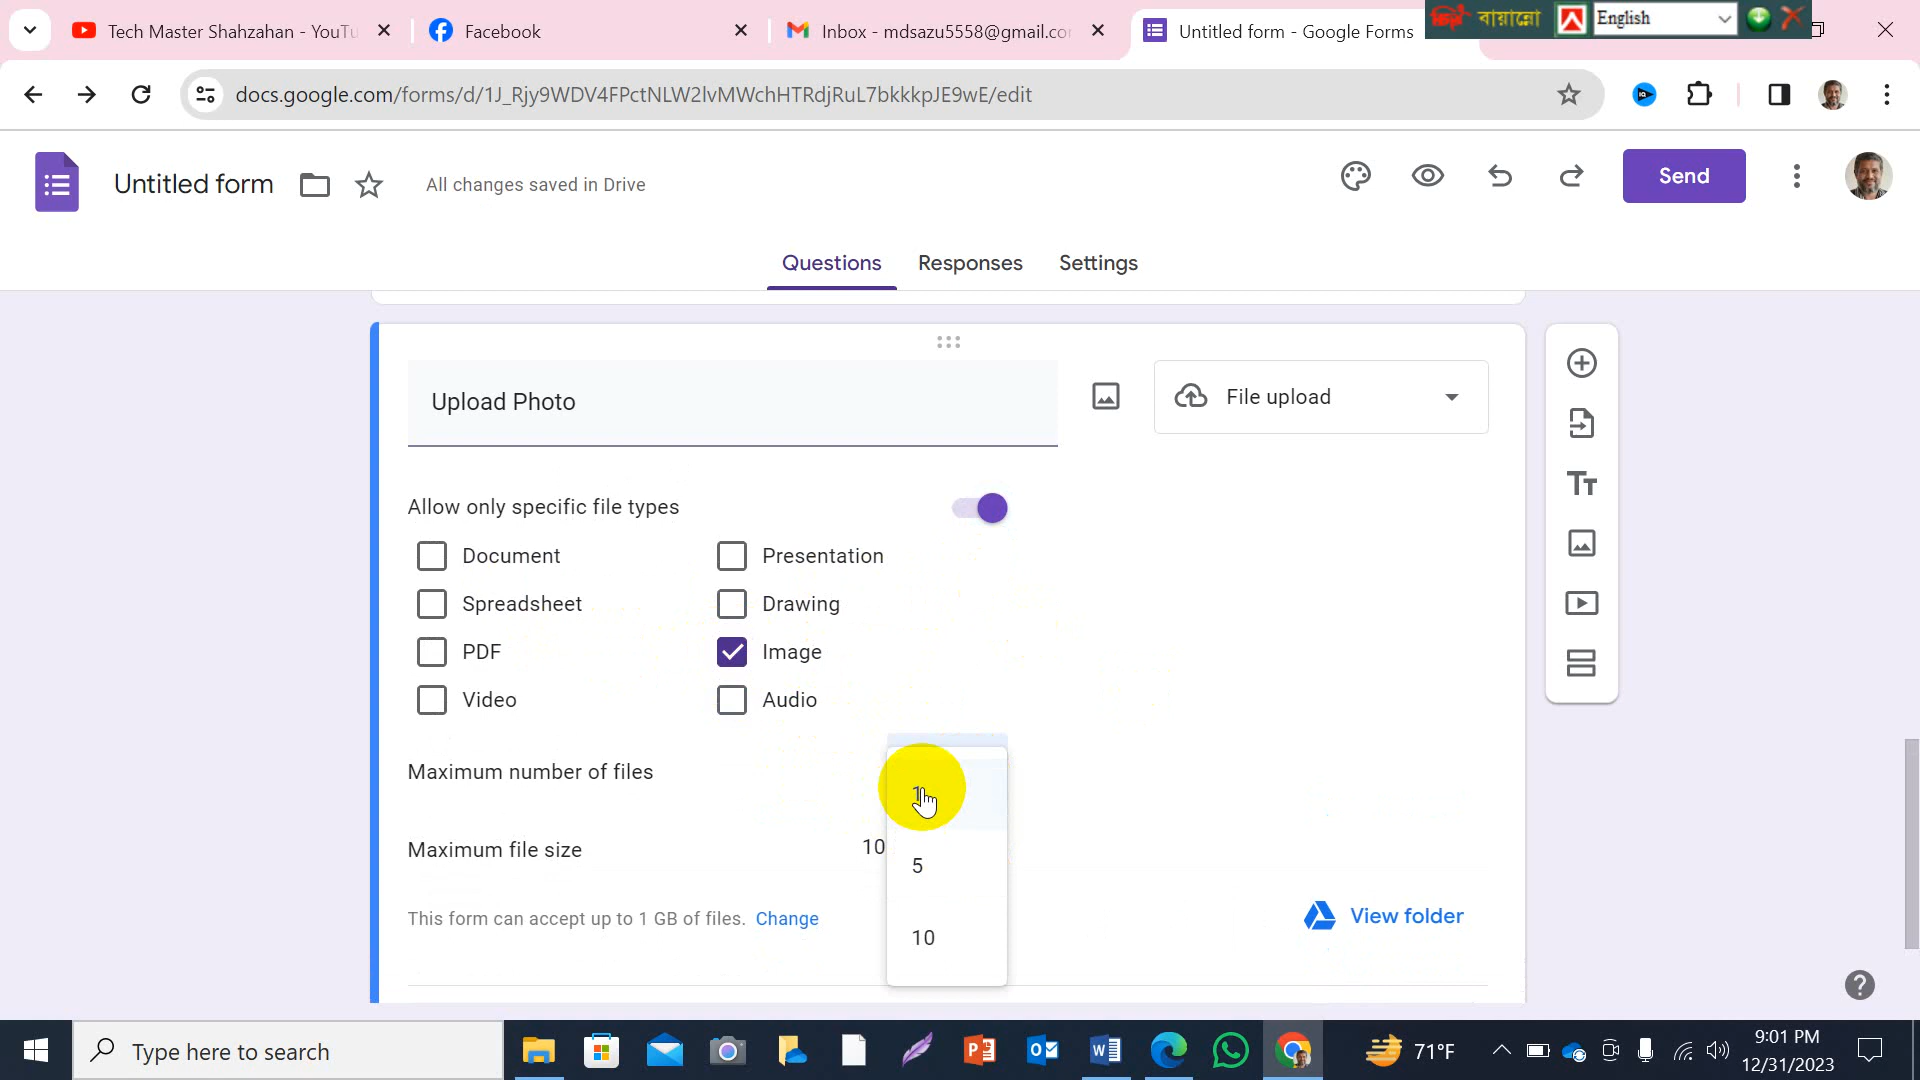 Tech Master Shahzahan - YouTu
Facebook
Inbox - mdsazu5558@gmail.co
Untitled form - Google Forms
বায়ান্নো
English
docs.google.com/forms/d/1J_Rjy9WDV4FPctNLW2lvMWchHTRdjRuL7bkkkpJE9wE/edit
Untitled form
All changes saved in Drive
Send
Questions
Responses
Settings
Upload Photo
File upload
Allow only specific file types
Document
Presentation
Spreadsheet
Drawing
PDF
Image
Video
Audio
Maximum number of files
1
Maximum file size
10
5
This form can accept up to 1 GB of files. Change
View folder
10
Type here to search
71°F
9:01 PM
12/31/2023